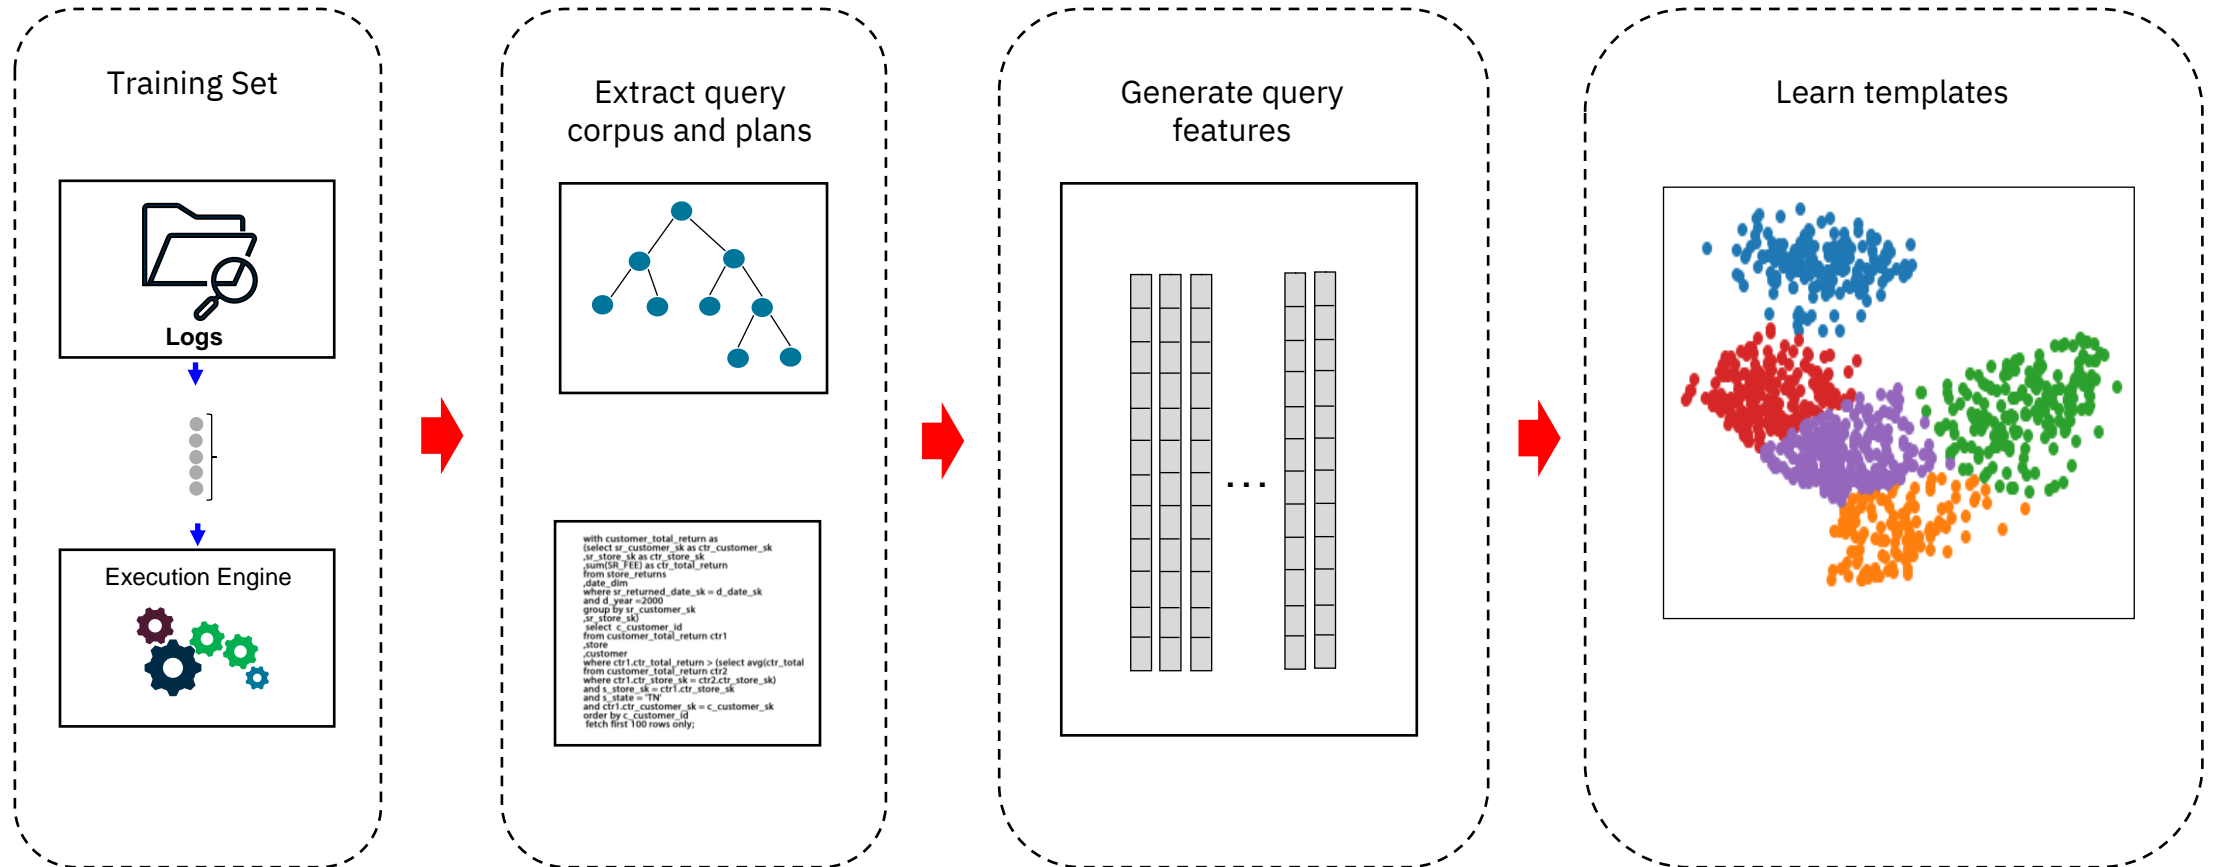 Training Set
Logs
Execution Engine
Extract query
corpus and plans
with customer_total_return as
(select sr_customer_sk as ctr_customer_sk
,sr_store_sk as ctr_store_sk
,sum(SR_FEE) as ctr_total_return
from store_returns
,date_dim
where sr_returned_date_sk = d_date_sk
and d_year =2000
group by sr_customer_sk
,sr_store_sk)
select c_customer_id
from customer_total_return ctr1
,store
,customer
where ctr1.ctr_total_return > (select avg(ctr_total
from customer_total_return ctr2
where ctr1.ctr_store_sk = ctr2.ctr_store_sk)
and s_store_sk = ctr1.ctr_store_sk
and s_state = 'TN'
and ctr1.ctr_customer_sk = c_customer_sk
order by c_customer_id
fetch first 100 rows only;
Generate query
features
...
Learn templates